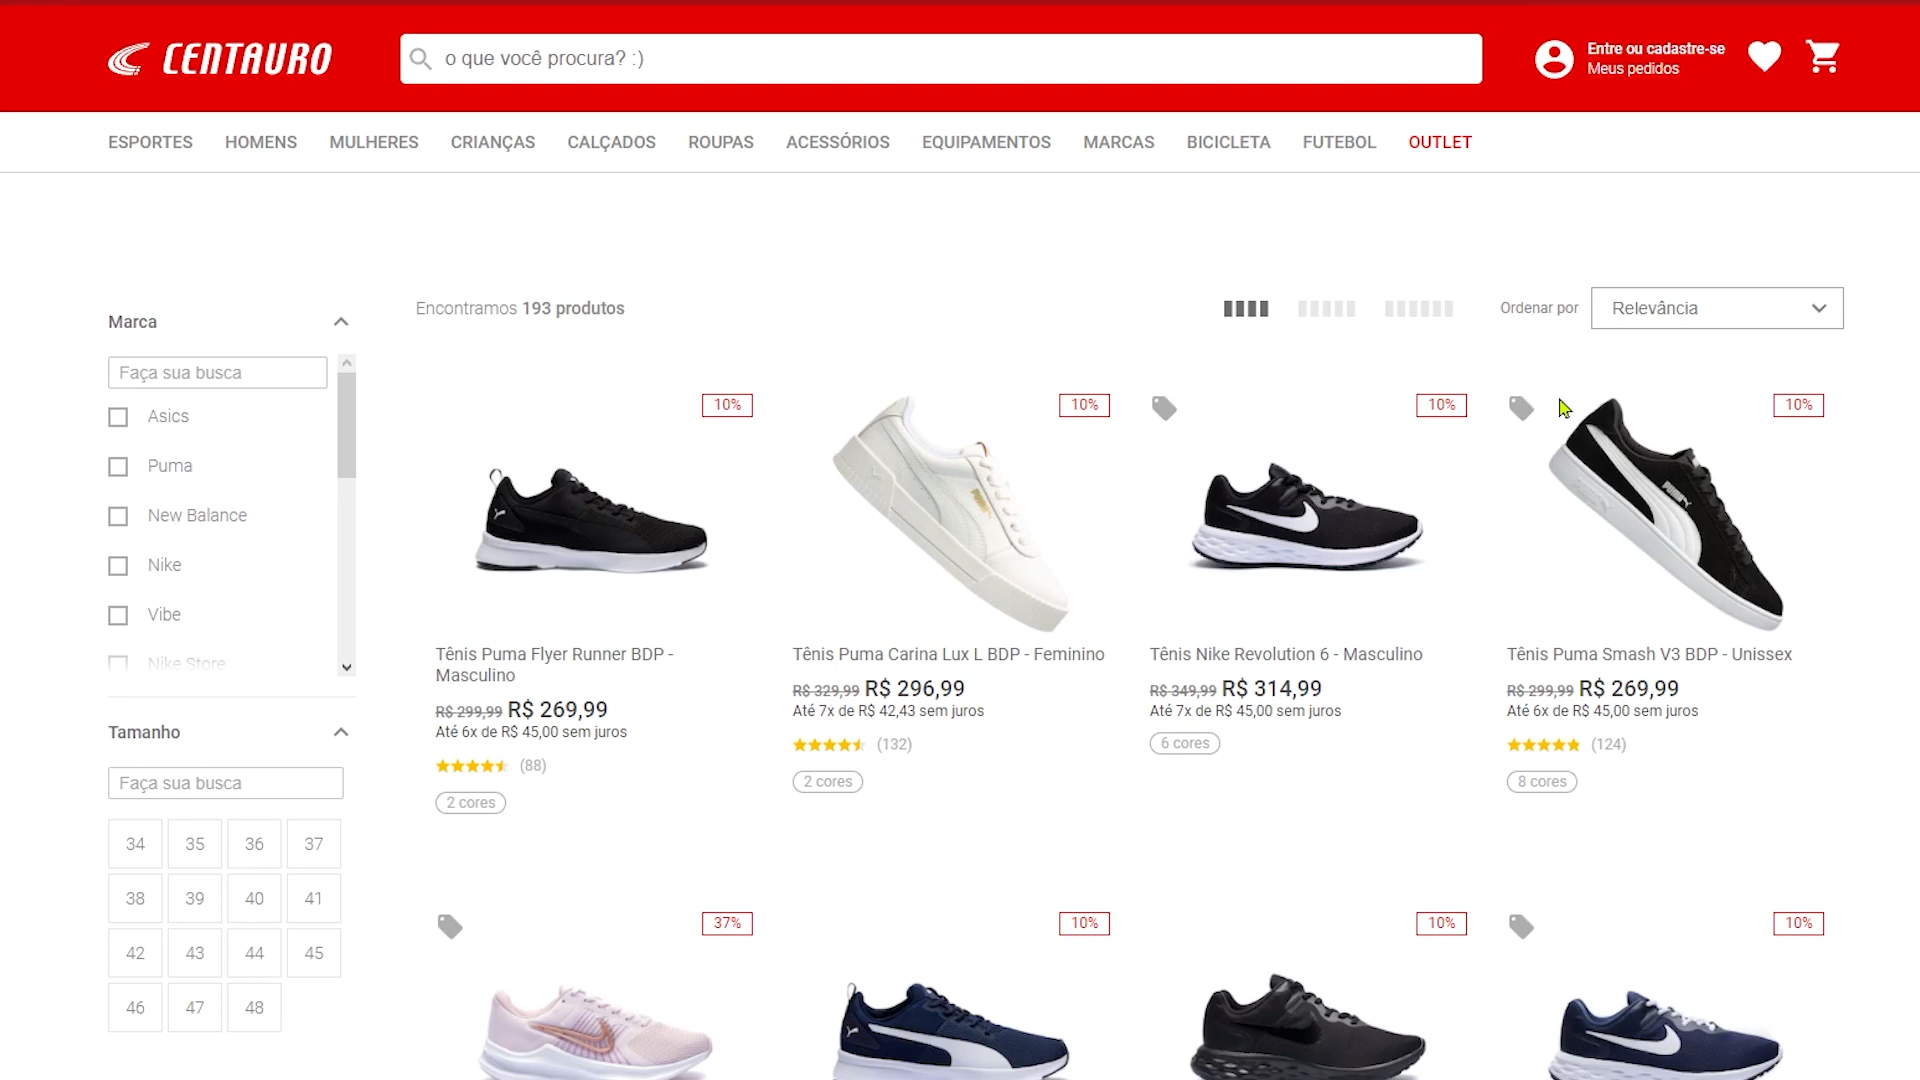 CENTAURO
o que você procura? :)
Entre ou cadastre-se
Meus pedidos
ESPORTES HOMENS MULHERES CRIANÇAS CALÇADOS ROUPAS ACESSÓRIOS EQUIPAMENTOS MARCAS BICICLETA FUTEBOL OUTLET
Marca
Faça sua busca
Asics
Puma
New Balance
Nike
Vibe
Nike Store
Tamanho
Faça sua busca
34 35 36 37
38 39 40 41
42 43 44 45
46 47 48
Encontramos 193 produtos
Ordenar por
Relevância
10%
Tênis Puma Flyer Runner BDP -
Masculino
R$ 299,99 R$ 269,99
Até 6x de R$ 45,00 sem juros
(88)
2 cores
10%
Tênis Puma Carina Lux L BDP - Feminino
R$ 329,99 R$ 296,99
Até 7x de R$ 42,43 sem juros
(132)
2 cores
10%
Tênis Nike Revolution 6 - Masculino
R$ 349,99 R$ 314,99
Até 7x de R$ 45,00 sem juros
6 cores
10%
PUMA
Tênis Puma Smash V3 BDP - Unissex
R$ 299,99 R$ 269,99
Até 6x de R$ 45,00 sem juros
(124)
8 cores
37%
10%
10%
10%